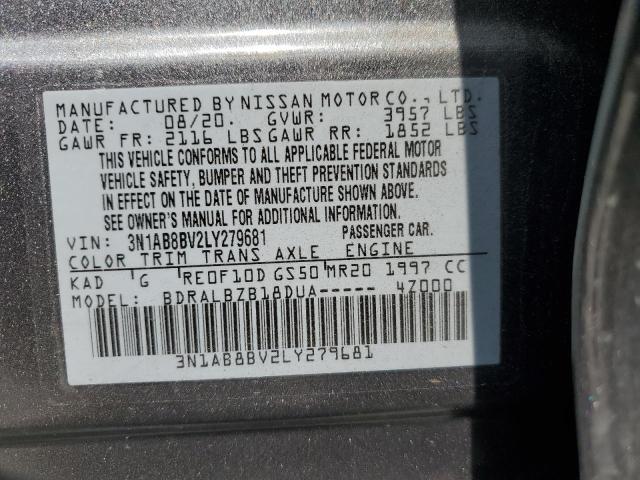 MANUFACTURED BY NISSAN MOTOR CO., LTD.
DATE: 08/20. GVWR: 3957 LBS
GAWR FR: 2116 LBS GAWR RR: 1852 LBS
THIS VEHICLE CONFORMS TO ALL APPLICABLE FEDERAL MOTOR
VEHICLE SAFETY, BUMPER AND THEFT PREVENTION STANDARDS
IN EFFECT ON THE DATE OF MANUFACTURE SHOWN ABOVE.
SEE OWNER'S MANUAL FOR ADDITIONAL INFORMATION.
VIN: 3N1AB8BV2LY279681 PASSENGER CAR.
COLOR TRIM TRANS AXLE ENGINE
KAD G RE0F10D GS50 MR20 1997 CC
MODEL: BDRALBZB18DUA----- 4Z000
3N1AB8BV2LY279681